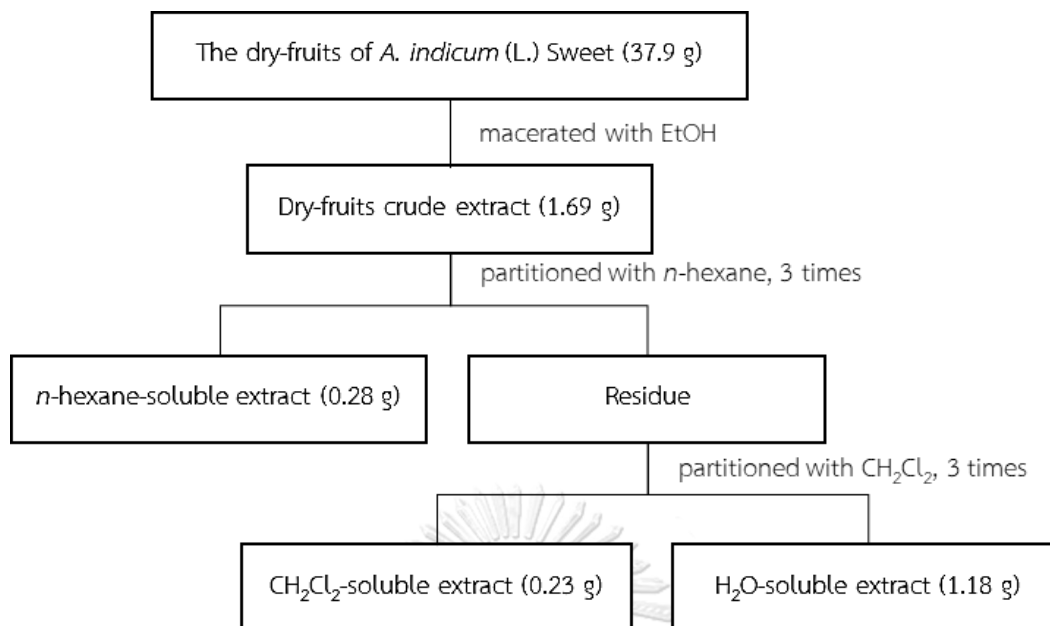 The dry-fruits of A. indicum (L.) Sweet (37.9 g)
macerated with EtOH
Dry-fruits crude extract (1.69 g)
partitioned with n-hexane, 3 times
n-hexane-soluble extract (0.28 g)
Residue
partitioned with CH₂Cl₂, 3 times
CH₂Cl₂-soluble extract (0.23 g)
H₂O-soluble extract (1.18 g)